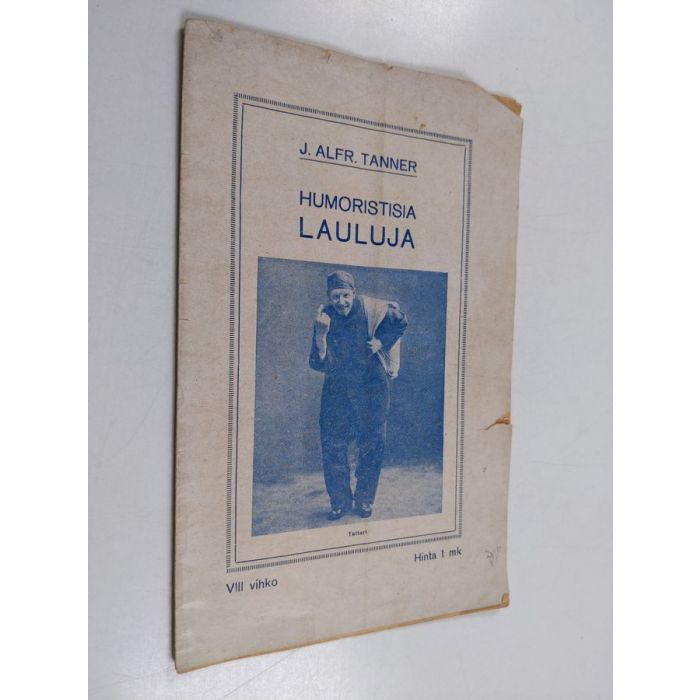 J. ALFR. TANNER
HUMORISTISIA
LAULUJA
Tattari.
VIII vihko
Hinta 1 mk